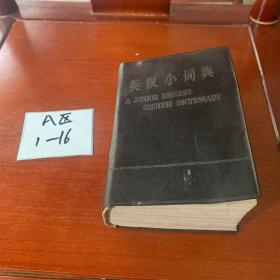 A区
1-16
英汉小词典
A JUNIOR ENGLISH-
CHINESE DICTIONARY